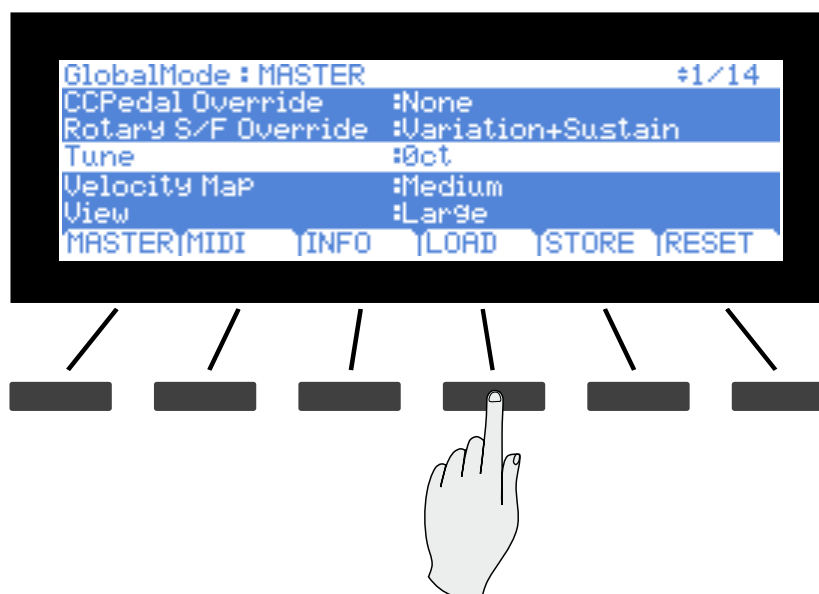 GlobalMode : MASTER ÷1/14
CCPedal Override :None
Rotary S/F Override :Variation+Sustain
Tune :0ct
Velocity Map :Medium
View :Large
MASTER MIDI INFO LOAD STORE RESET